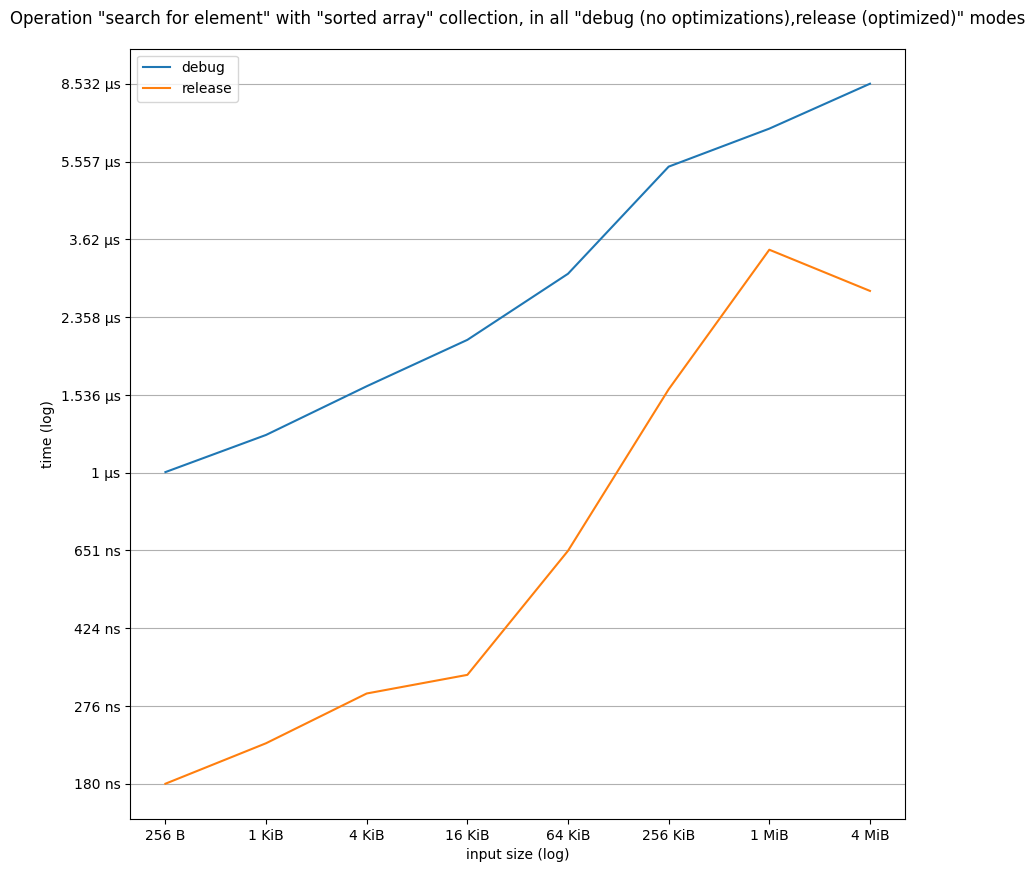 Operation "search for element" with "sorted array" collection, in all "debug (no optimizations),release (optimized)" modes
debug
release
8.532 µs
5.557 µs
3.62 µs
2.358 µs
1.536 µs
1 µs
651 ns
424 ns
276 ns
180 ns
time (log)
256 B
1 KiB
4 KiB
16 KiB
64 KiB
256 KiB
1 MiB
4 MiB
input size (log)